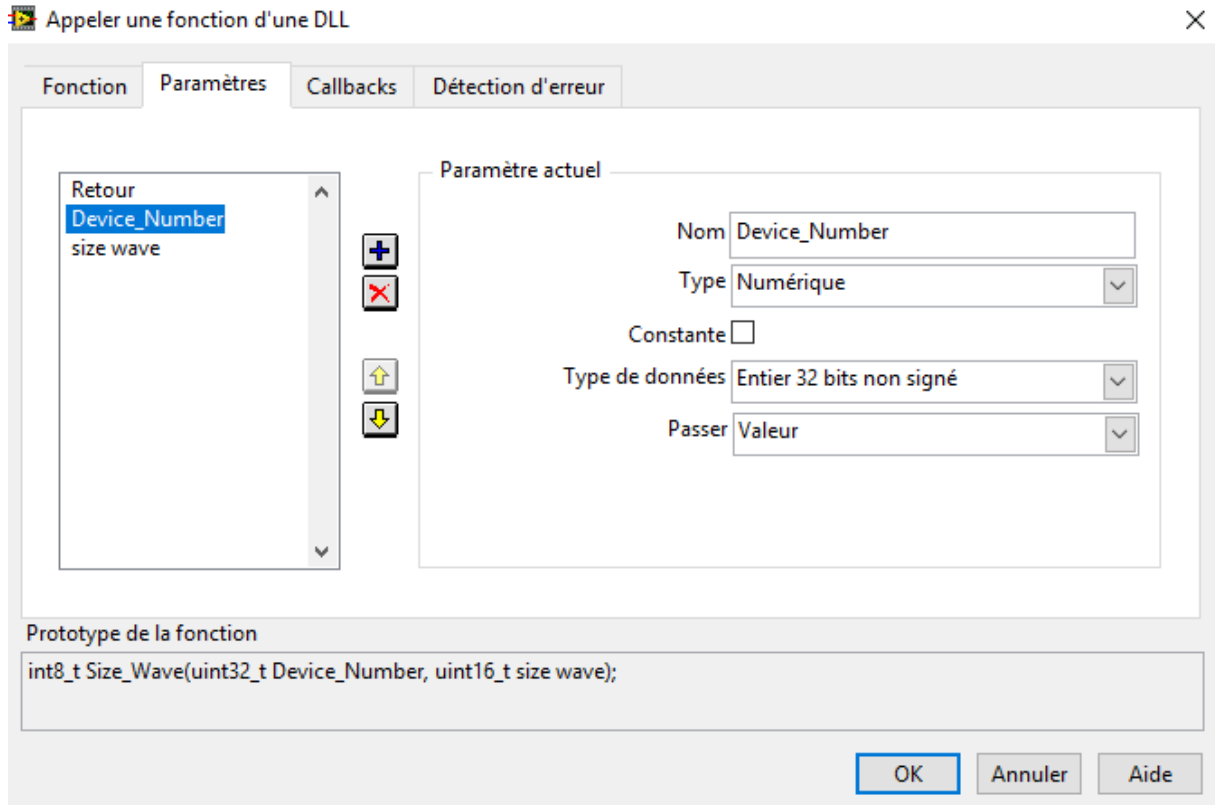 Appeler une fonction d'une DLL
Fonction Paramètres Callbacks Détection d'erreur
Retour
Device_Number
size wave
Paramètre actuel
Nom Device_Number
Type Numérique
Constante
Type de données Entier 32 bits non signé
Passer Valeur
Prototype de la fonction
int8_t Size_Wave(uint32_t Device_Number, uint16_t size wave);
OK Annuler Aide